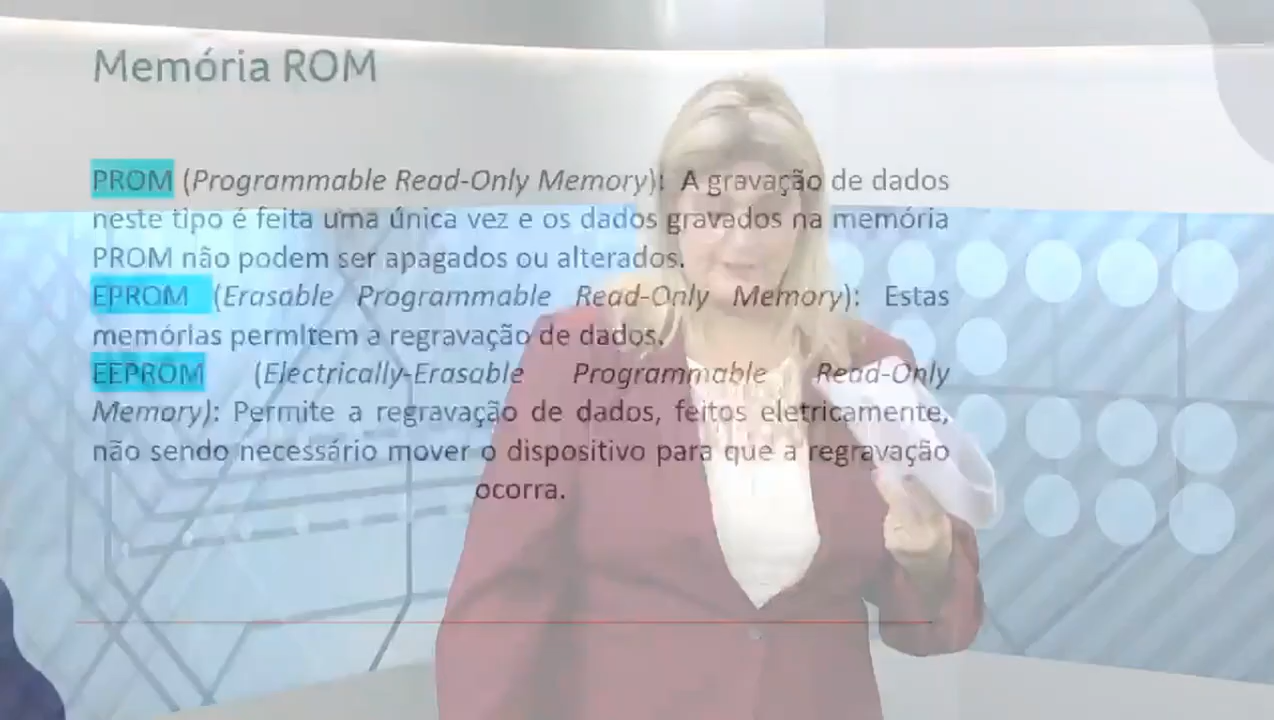 Memória ROM
PROM (Programmable Read-Only Memory): A gravação de dados
neste tipo é feita uma única vez e os dados gravados na memória
PROM não podem ser apagados ou alterados.
EPROM (Erasable Programmable Read-Only Memory): Estas
memórias permitem a regravação de dados.
EEPROM (Electrically-Erasable Programmable Read-Only
Memory): Permite a regravação de dados, feitos eletricamente,
não sendo necessário mover o dispositivo para que a regravação
ocorra.